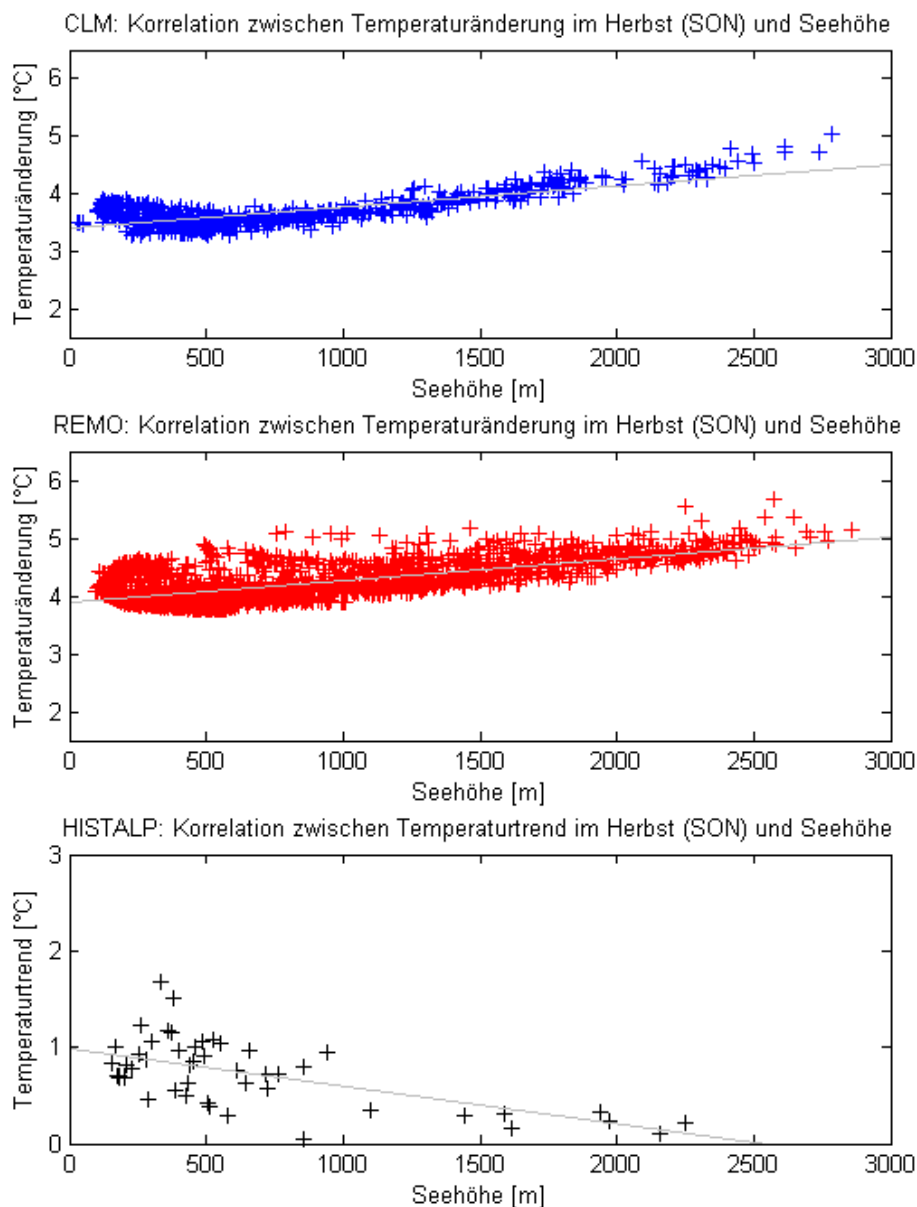 CLM: Korrelation zwischen Temperaturänderung im Herbst (SON) und Seehöhe
Temperaturänderung [°C]
6
5
4
3
2
0 500 1000 1500 2000 2500 3000
Seehöhe [m]
REMO: Korrelation zwischen Temperaturänderung im Herbst (SON) und Seehöhe
Temperaturänderung [°C]
6
5
4
3
2
0 500 1000 1500 2000 2500 3000
Seehöhe [m]
HISTALP: Korrelation zwischen Temperaturtrend im Herbst (SON) und Seehöhe
Temperaturtrend [°C]
3
2
1
0
0 500 1000 1500 2000 2500 3000
Seehöhe [m]